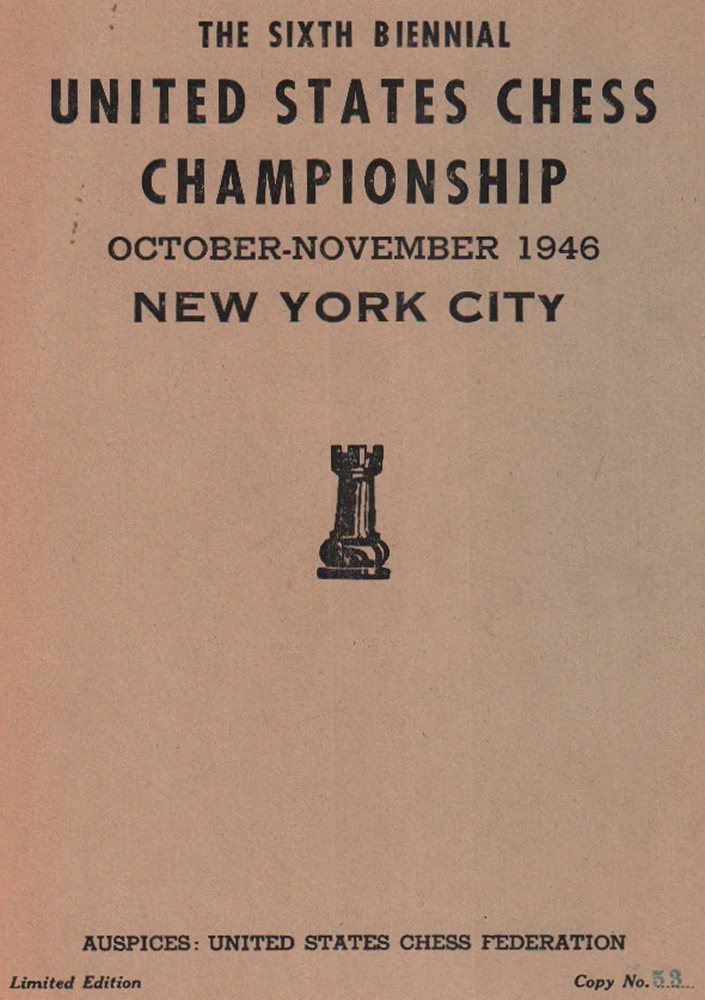 THE SIXTH BIENNIAL
UNITED STATES CHESS
CHAMPIONSHIP
OCTOBER-NOVEMBER 1946
NEW YORK CITY
AUSPICES: UNITED STATES CHESS FEDERATION
Limited Edition
Copy No. 53